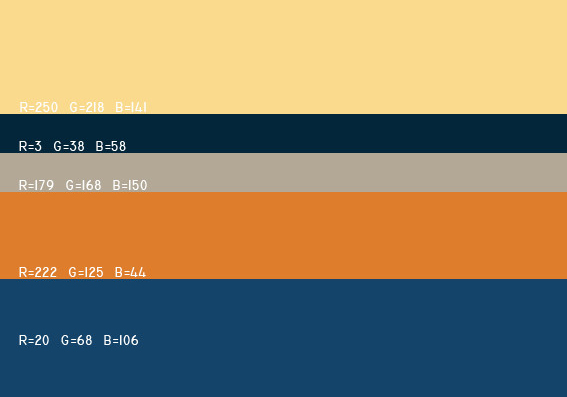 R=250 G=218 B=141
R=3 G=38 B=58
R=179 G=168 B=150
R=222 G=125 B=44
R=20 G=68 B=106